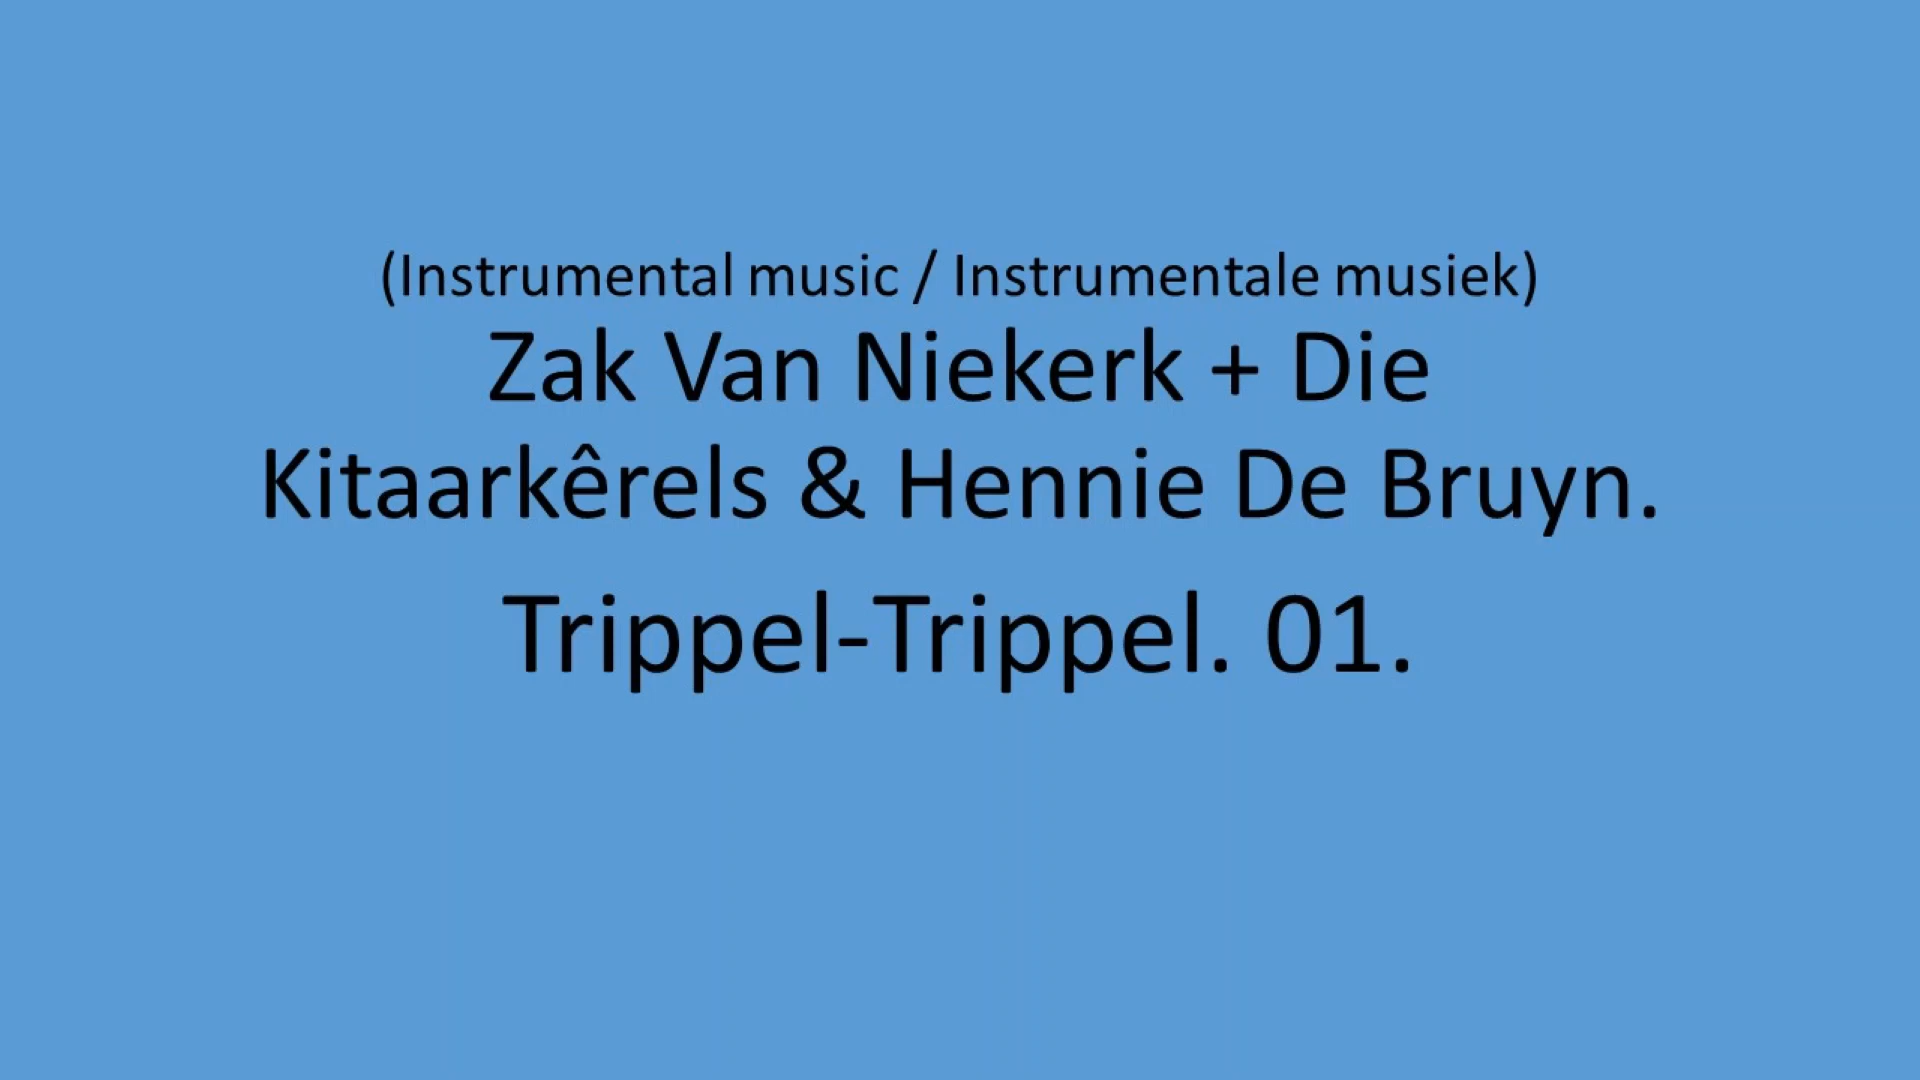 (Instrumental music / Instrumentale musiek)
Zak Van Niekerk + Die
Kitaarkêrels & Hennie De Bruyn.
Trippel-Trippel. 01.